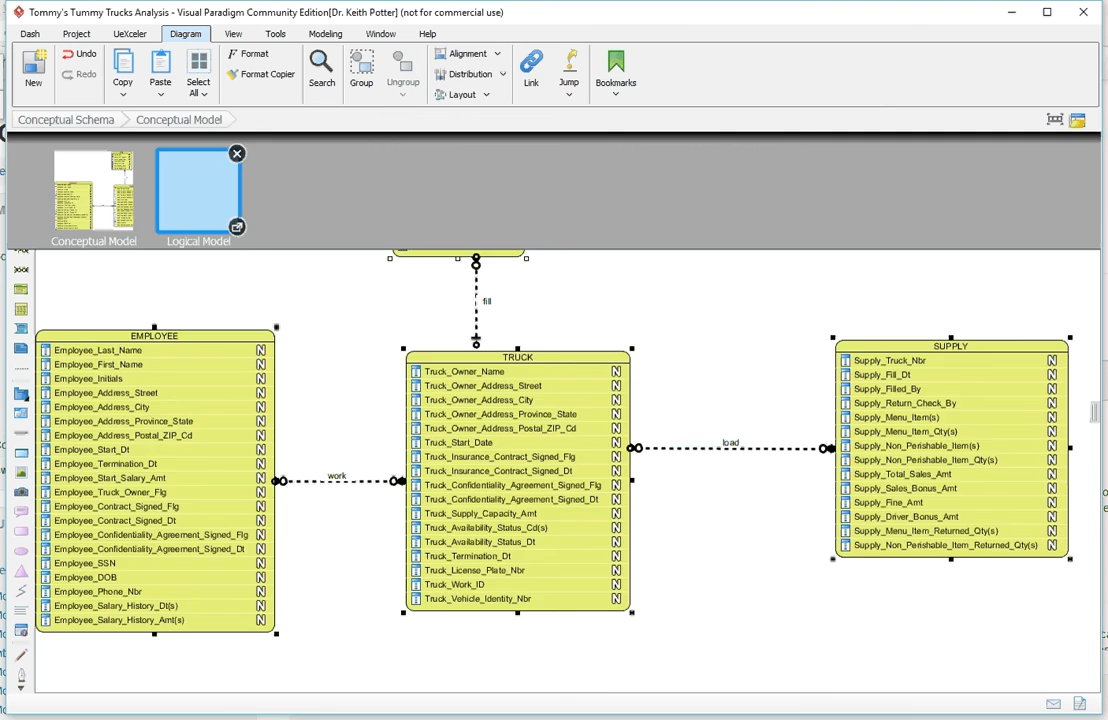 Tommy's Tummy Trucks Analysis - Visual Paradigm Community Edition[Dr. Keith Potter] (not for commercial use)
Dash Project UeXceler Diagram View Tools Modeling Window Help
New
Undo
Redo
Copy
Paste
Select All
Format
Format Copier
Search
Group
Ungroup
Alignment
Distribution
Layout
Link
Jump
Bookmarks
Conceptual Schema Conceptual Model
Conceptual Model
Logical Model
fill
EMPLOYEE
Employee_Last_Name N
Employee_First_Name N
Employee_Initials N
Employee_Address_Street N
Employee_Address_City N
Employee_Address_Province_State N
Employee_Address_Postal_ZIP_Cd N
Employee_Start_Dt N
Employee_Termination_Dt N
Employee_Start_Salary_Amt N
Employee_Truck_Owner_Flg N
Employee_Contract_Signed_Flg N
Employee_Contract_Signed_Dt N
Employee_Confidentiality_Agreement_Signed_Flg N
Employee_Confidentiality_Agreement_Signed_Dt N
Employee_SSN N
Employee_DOB N
Employee_Phone_Nbr N
Employee_Salary_History_Dt(s) N
Employee_Salary_History_Amt(s) N
work
TRUCK
Truck_Owner_Name N
Truck_Owner_Address_Street N
Truck_Owner_Address_City N
Truck_Owner_Address_Province_State N
Truck_Owner_Address_Postal_ZIP_Cd N
Truck_Start_Date N
Truck_Insurance_Contract_Signed_Flg N
Truck_Insurance_Contract_Signed_Dt N
Truck_Confidentiality_Agreement_Signed_Flg N
Truck_Confidentiality_Agreement_Signed_Dt N
Truck_Supply_Capacity_Amt N
Truck_Availability_Status_Cd(s) N
Truck_Availability_Status_Dt N
Truck_Termination_Dt N
Truck_License_Plate_Nbr N
Truck_Work_ID N
Truck_Vehicle_Identity_Nbr N
load
SUPPLY
Supply_Truck_Nbr N
Supply_Fill_Dt N
Supply_Filled_By N
Supply_Return_Check_By N
Supply_Menu_Item(s) N
Supply_Menu_Item_Qty(s) N
Supply_Non_Perishable_Item(s) N
Supply_Non_Perishable_Item_Qty(s) N
Supply_Total_Sales_Amt N
Supply_Sales_Bonus_Amt N
Supply_Fine_Amt N
Supply_Driver_Bonus_Amt N
Supply_Menu_Item_Returned_Qty(s) N
Supply_Non_Perishable_Item_Returned_Qty(s) N